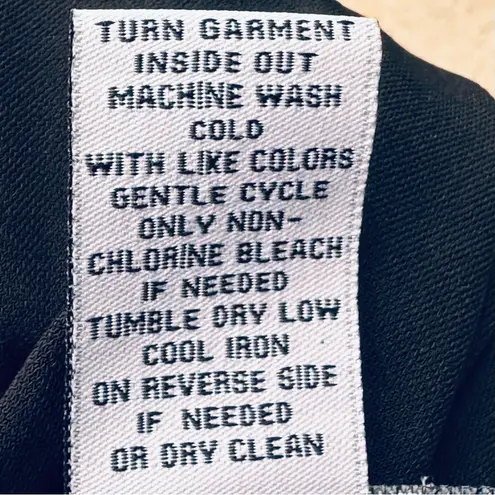 TURN GARMENT
INSIDE OUT
MACHINE WASH
COLD
WITH LIKE COLORS
GENTLE CYCLE
ONLY NON-
CHLORINE BLEACH
IF NEEDED
TUMBLE DRY LOW
COOL IRON
ON REVERSE SIDE
IF NEEDED
OR DRY CLEAN